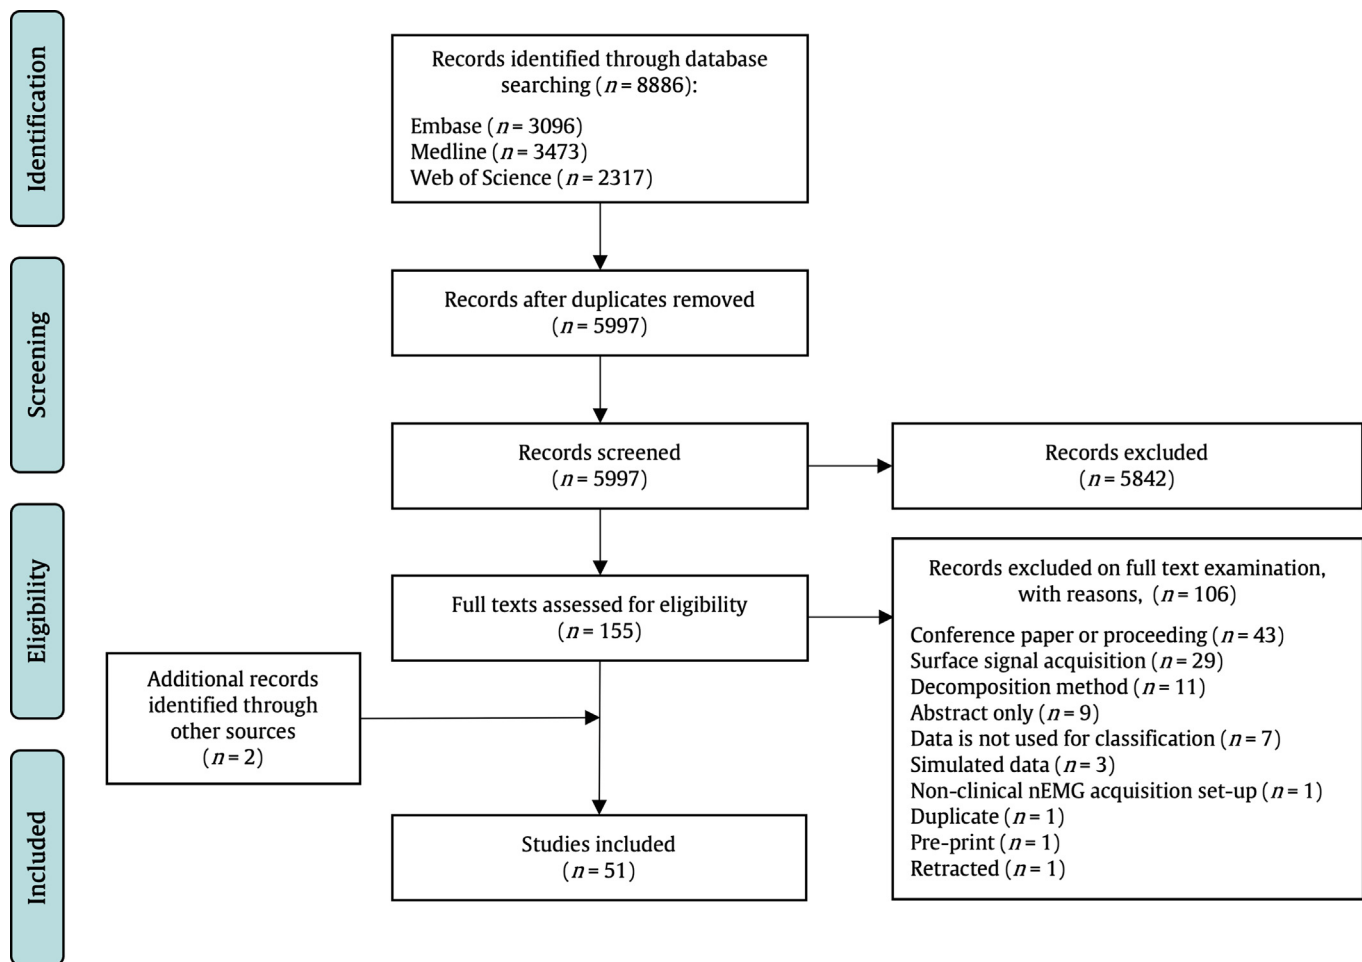 Identification
Records identified through database
searching (n = 8886):
Embase (n = 3096)
Medline (n = 3473)
Web of Science (n = 2317)
Screening
Records after duplicates removed
(n = 5997)
Records screened
(n = 5997)
Records excluded
(n = 5842)
Eligibility
Full texts assessed for eligibility
(n = 155)
Records excluded on full text examination,
with reasons, (n = 106)
Conference paper or proceeding (n = 43)
Surface signal acquisition (n = 29)
Decomposition method (n = 11)
Abstract only (n = 9)
Data is not used for classification (n = 7)
Simulated data (n = 3)
Non-clinical nEMG acquisition set-up (n = 1)
Duplicate (n = 1)
Pre-print (n = 1)
Retracted (n = 1)
Additional records
identified through
other sources
(n = 2)
Included
Studies included
(n = 51)